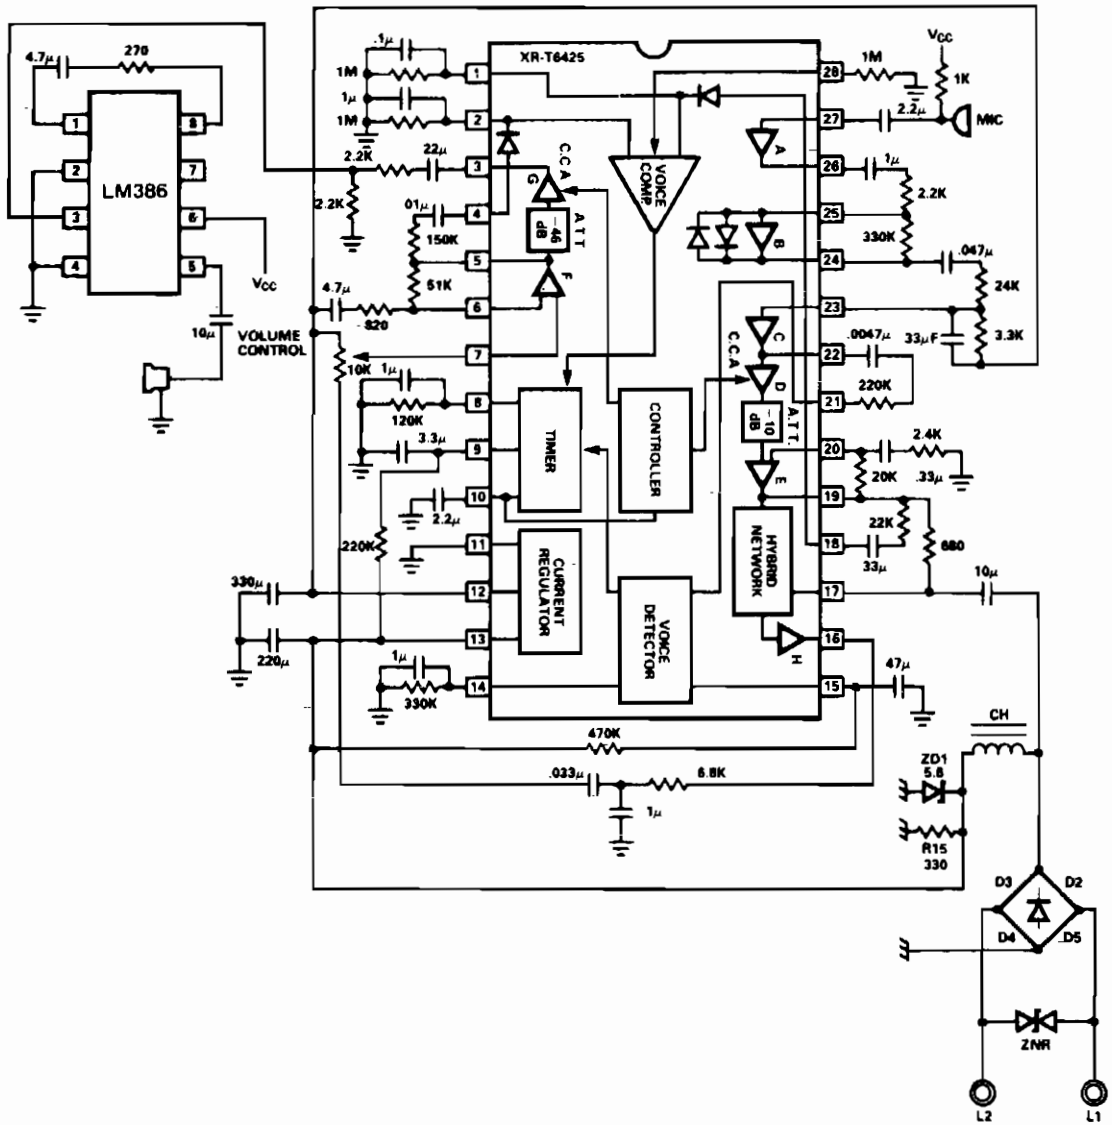 4.7μ
270
1
2
3
4
8
7
6
5
LM386
VCC
10μ
VOLUME CONTROL
XR-T6425
.1μ
1M
1μ
1M
2.2K
22μ
2.2K
01μ
150K
51K
4.7μ
820
10K
1μ
120K
3.3μ
2.2μ
220K
330μ
220μ
1μ
330K
1
2
3
4
5
6
7
8
9
10
11
12
13
14
C.C.A
G
-46 dB
ATT
F
VOICE COMP.
A
B
C
C.C.A
D
-10 dB
A.T.T.
E
TIMER
CONTROLLER
CURRENT REGULATOR
VOICE DETECTOR
HYBRID NETWORK
H
28
27
26
25
24
23
22
21
20
19
18
17
16
15
1M
VCC
1K
2.2μ
MIC
1μ
2.2K
330K
.047μ
24K
33μF
3.3K
.0047μ
220K
2.4K
.33μ
20K
22K
33μ
680
10μ
47μ
470K
.033μ
6.8K
1μ
CH
ZD1
5.6
R15
330
D3
D2
D4
D5
ZNR
L2
L1